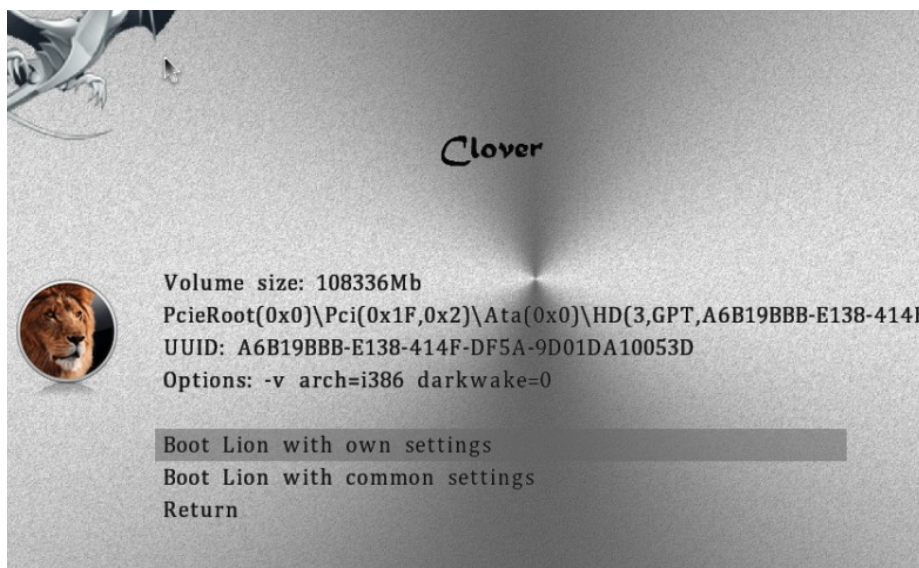 Clover
Volume size: 108336Mb
PcieRoot(0x0)\Pci(0x1F,0x2)\Ata(0x0)\HD(3,GPT,A6B19BBB-E138-414
UUID: A6B19BBB-E138-414F-DF5A-9D01DA10053D
Options: -v arch=i386 darkwake=0
Boot Lion with own settings
Boot Lion with common settings
Return